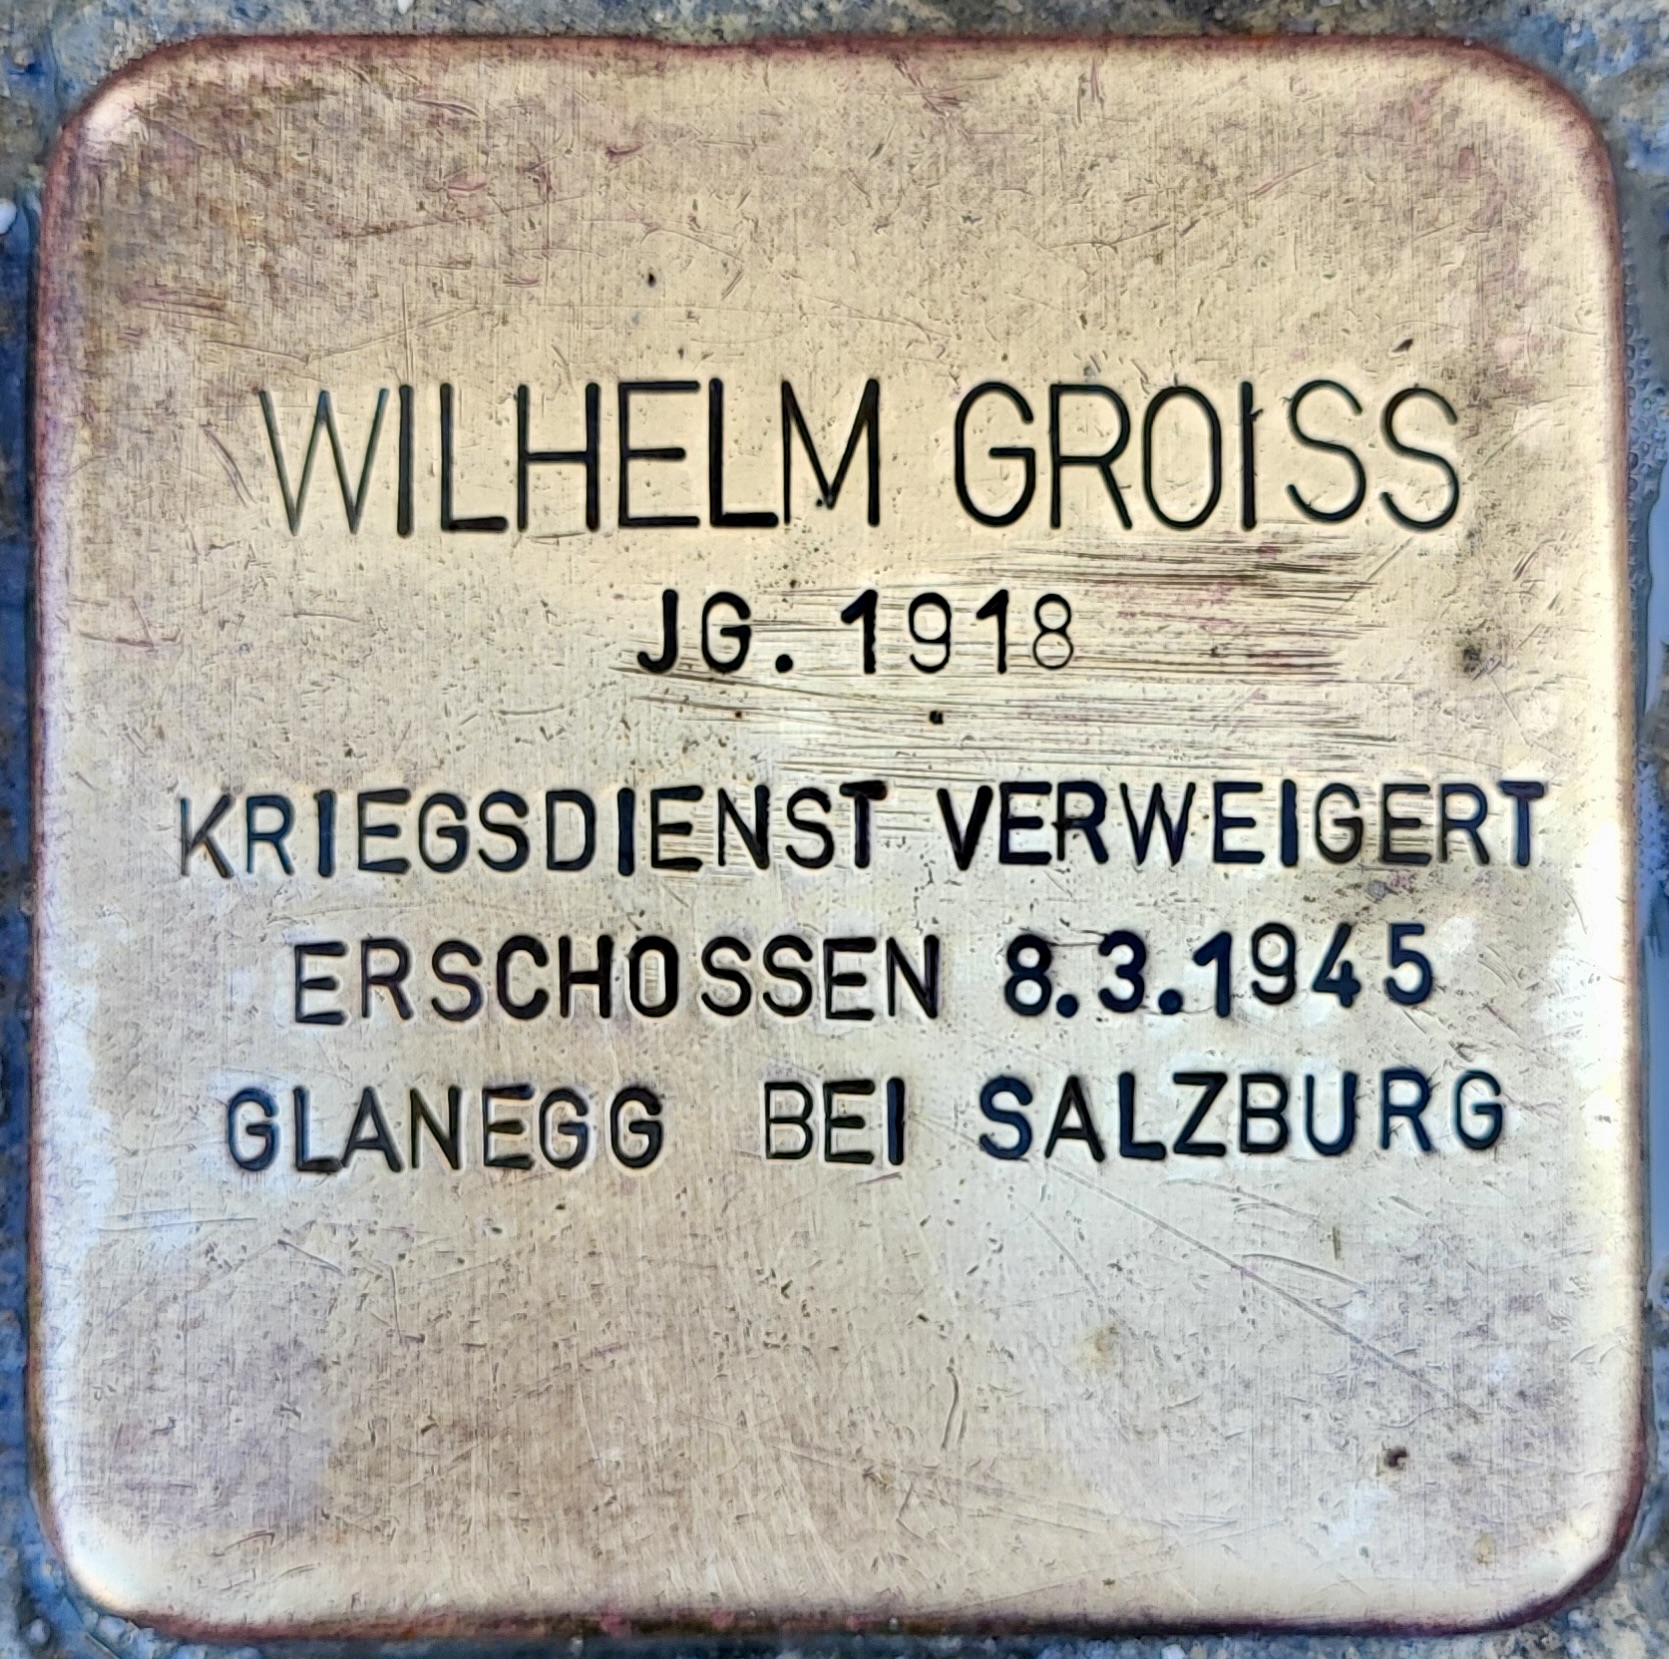 WILHELM GROISS
JG. 1918
KRIEGSDIENST VERWEIGERT
ERSCHOSSEN 8.3.1945
GLANEGG BEI SALZBURG